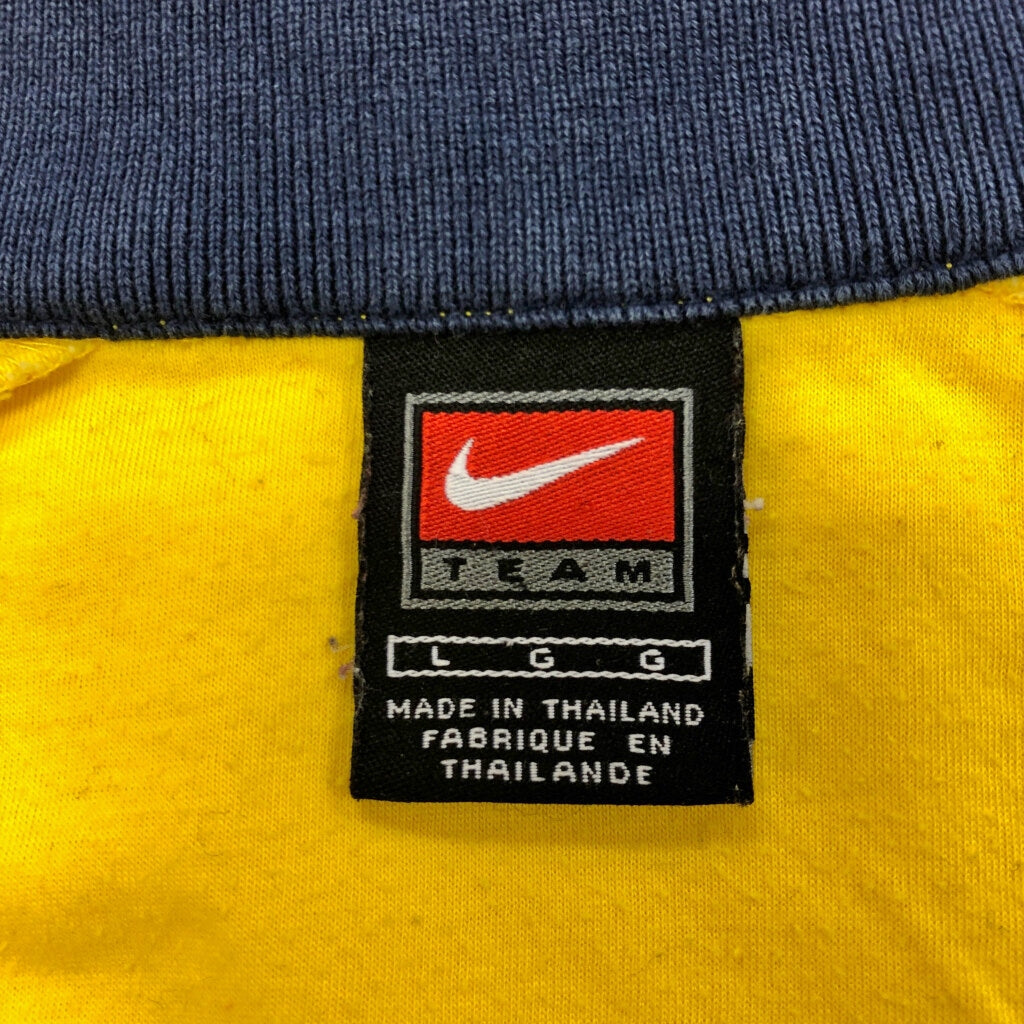 TEAM
L G G
MADE IN THAILAND
FABRIQUE EN
THAILANDE